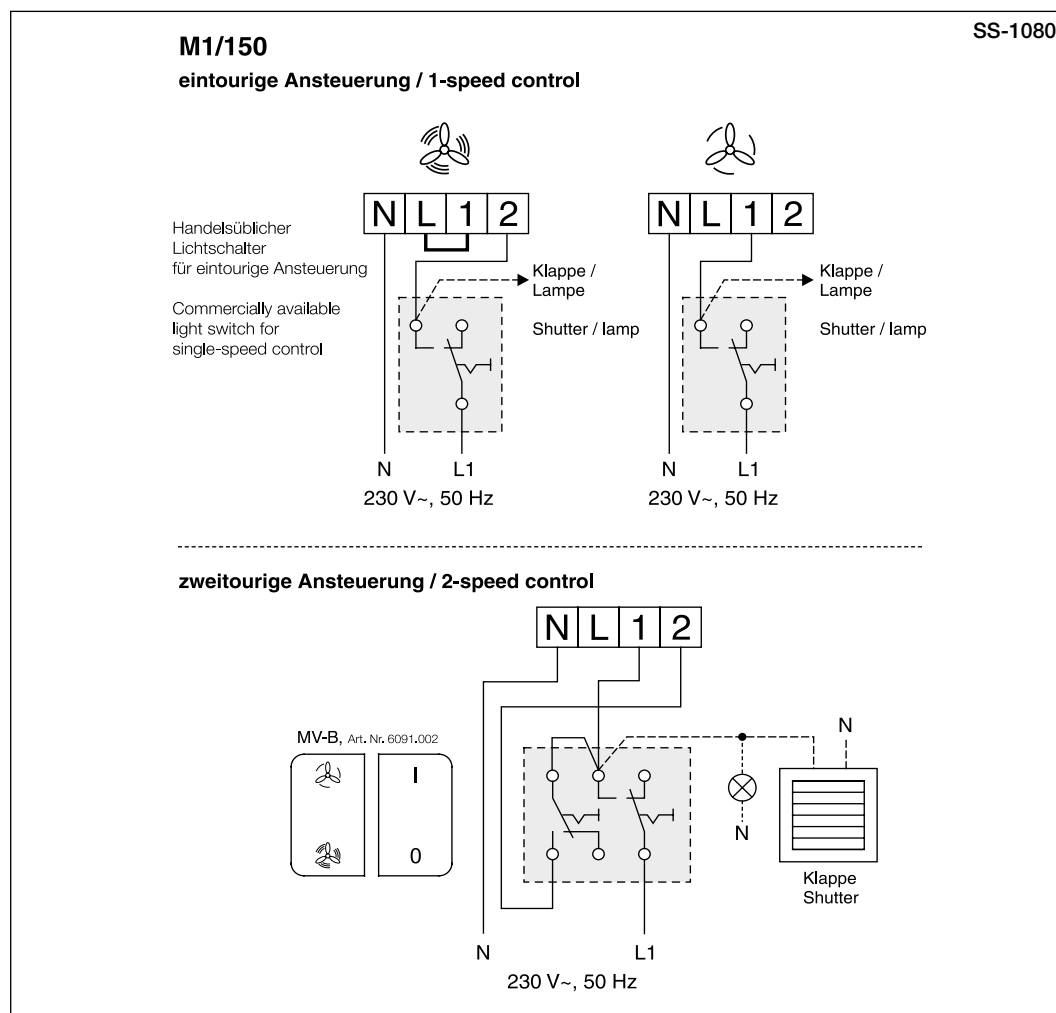 SS-1080
M1/150
eintourige Ansteuerung / 1-speed control
N L 1 2
N L 1 2
Handelsüblicher
Lichtschalter
für eintourige Ansteuerung
Commercially available
light switch for
single-speed control
Klappe /
Lampe
Shutter / lamp
Klappe /
Lampe
Shutter / lamp
N L1
230 V~, 50 Hz
N L1
230 V~, 50 Hz
zweitourige Ansteuerung / 2-speed control
N L 1 2
MV-B, Art. Nr. 6091.002
I
0
N
N
Klappe
Shutter
N L1
230 V~, 50 Hz